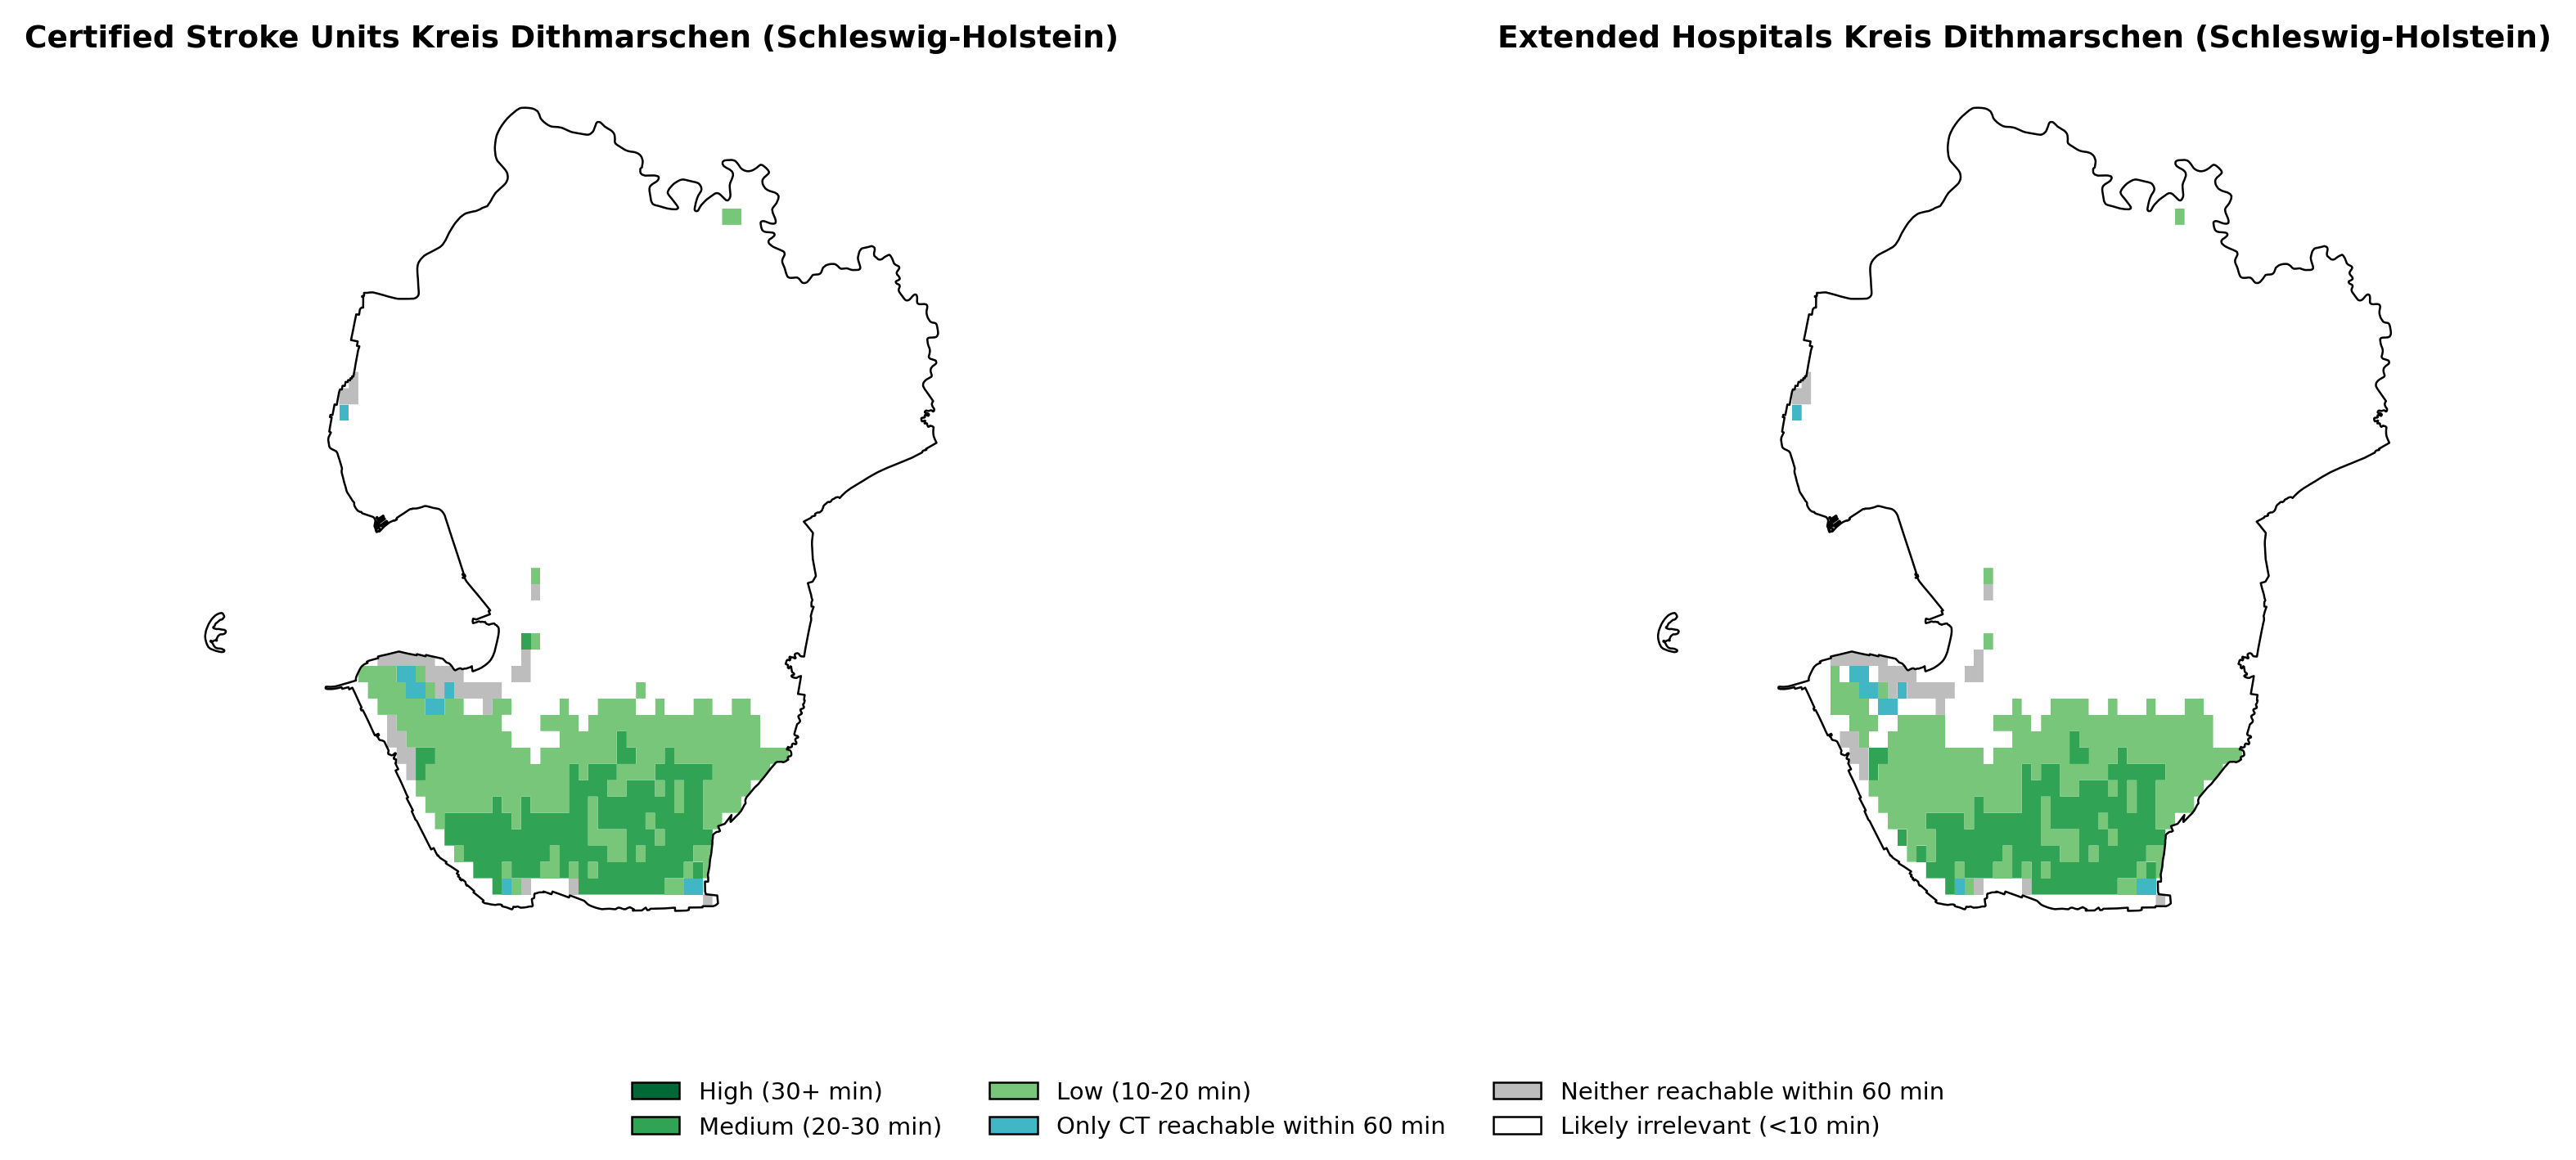 Certified Stroke Units Kreis Dithmarschen (Schleswig-Holstein)
Extended Hospitals Kreis Dithmarschen (Schleswig-Holstein)
High (30+ min)
Medium (20-30 min)
Low (10-20 min)
Only CT reachable within 60 min
Neither reachable within 60 min
Likely irrelevant (<10 min)